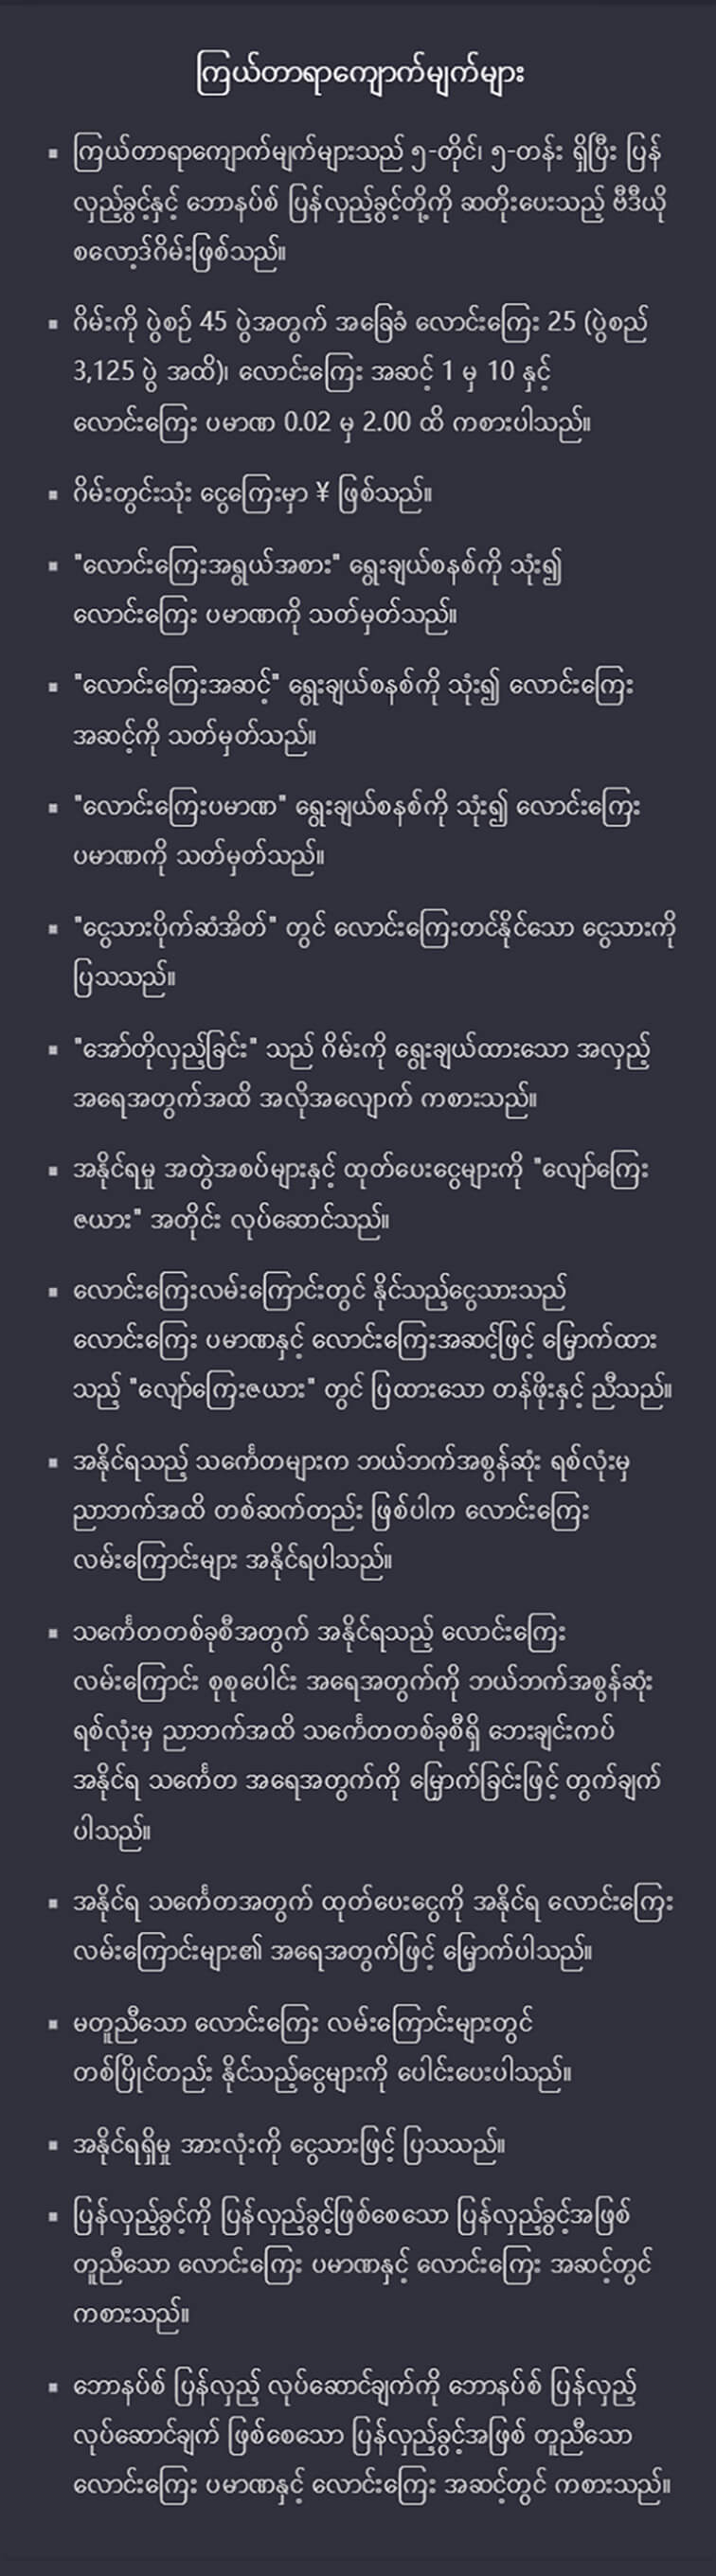 ကြယ်တာရာကျောက်မျက်များ
▪ ကြယ်တာရာကျောက်မျက်များသည် ၅-တိုင်၊ ၅-တန်း ရှိပြီး ပြန်
လှည့်ခွင့်နှင့် ဘောနပ်စ် ပြန်လှည့်ခွင့်တို့ကို ဆတိုးပေးသည့် ဗီဒီယို
စလော့ဒ်ဂိမ်းဖြစ်သည်။
▪ ဂိမ်းကို ပွဲစဉ် 45 ပွဲအတွက် အခြေခံ လောင်းကြေး 25 (ပွဲစည်
3,125 ပွဲ အထိ)၊ လောင်းကြေး အဆင့် 1 မှ 10 နှင့်
လောင်းကြေး ပမာဏ 0.02 မှ 2.00 ထိ ကစားပါသည်။
▪ ဂိမ်းတွင်းသုံး ငွေကြေးမှာ ¥ ဖြစ်သည်။
▪ "လောင်းကြေးအရွယ်အစား" ရွေးချယ်စနစ်ကို သုံး၍
လောင်းကြေး ပမာဏကို သတ်မှတ်သည်။
▪ "လောင်းကြေးအဆင့်" ရွေးချယ်စနစ်ကို သုံး၍ လောင်းကြေး
အဆင့်ကို သတ်မှတ်သည်။
▪ "လောင်းကြေးပမာဏ" ရွေးချယ်စနစ်ကို သုံး၍ လောင်းကြေး
ပမာဏကို သတ်မှတ်သည်။
▪ "ငွေသားပိုက်ဆံအိတ်" တွင် လောင်းကြေးတင်နိုင်သော ငွေသားကို
ပြသသည်။
▪ "အော်တိုလှည့်ခြင်း" သည် ဂိမ်းကို ရွေးချယ်ထားသော အလှည့်
အရေအတွက်အထိ အလိုအလျောက် ကစားသည်။
▪ အနိုင်ရမှု အတွဲအစပ်များနှင့် ထုတ်ပေးငွေများကို "လျော်ကြေး
ဇယား" အတိုင်း လုပ်ဆောင်သည်။
▪ လောင်းကြေးလမ်းကြောင်းတွင် နိုင်သည့်ငွေသားသည်
လောင်းကြေး ပမာဏနှင့် လောင်းကြေးအဆင့်ဖြင့် မြှောက်ထား
သည့် "လျော်ကြေးဇယား" တွင် ပြထားသော တန်ဖိုးနှင့် ညီသည်။
▪ အနိုင်ရသည့် သင်္ကေတများက ဘယ်ဘက်အစွန်ဆုံး ရစ်လုံးမှ
ညာဘက်အထိ တစ်ဆက်တည်း ဖြစ်ပါက လောင်းကြေး
လမ်းကြောင်းများ အနိုင်ရပါသည်။
▪ သင်္ကေတတစ်ခုစီအတွက် အနိုင်ရသည့် လောင်းကြေး
လမ်းကြောင်း စုစုပေါင်း အရေအတွက်ကို ဘယ်ဘက်အစွန်ဆုံး
ရစ်လုံးမှ ညာဘက်အထိ သင်္ကေတတစ်ခုစီရှိ ဘေးချင်းကပ်
အနိုင်ရ သင်္ကေတ အရေအတွက်ကို မြှောက်ခြင်းဖြင့် တွက်ချက်
ပါသည်။
▪ အနိုင်ရ သင်္ကေတအတွက် ထုတ်ပေးငွေကို အနိုင်ရ လောင်းကြေး
လမ်းကြောင်းများ၏ အရေအတွက်ဖြင့် မြှောက်ပါသည်။
▪ မတူညီသော လောင်းကြေး လမ်းကြောင်းများတွင်
တစ်ပြိုင်တည်း နိုင်သည့်ငွေများကို ပေါင်းပေးပါသည်။
▪ အနိုင်ရရှိမှု အားလုံးကို ငွေသားဖြင့် ပြသသည်။
▪ ပြန်လှည့်ခွင့်ကို ပြန်လှည့်ခွင့်ဖြစ်စေသော ပြန်လှည့်ခွင့်အဖြစ်
တူညီသော လောင်းကြေး ပမာဏနှင့် လောင်းကြေး အဆင့်တွင်
ကစားသည်။
▪ ဘောနပ်စ် ပြန်လှည့် လုပ်ဆောင်ချက်ကို ဘောနပ်စ် ပြန်လှည့်
လုပ်ဆောင်ချက် ဖြစ်စေသော ပြန်လှည့်ခွင့်အဖြစ် တူညီသော
လောင်းကြေး ပမာဏနှင့် လောင်းကြေး အဆင့်တွင် ကစားသည်။